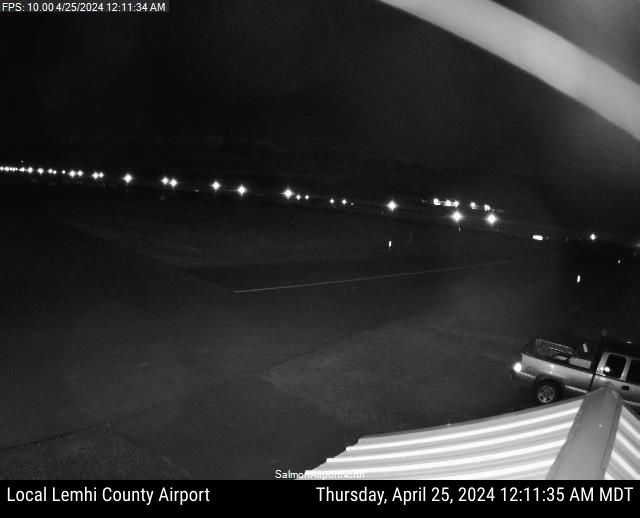 FPS: 10.00 4/25/2024 12:11:34 AM
SalmonAirportNorth
Local Lemhi County Airport Thursday, April 25, 2024 12:11:35 AM MDT